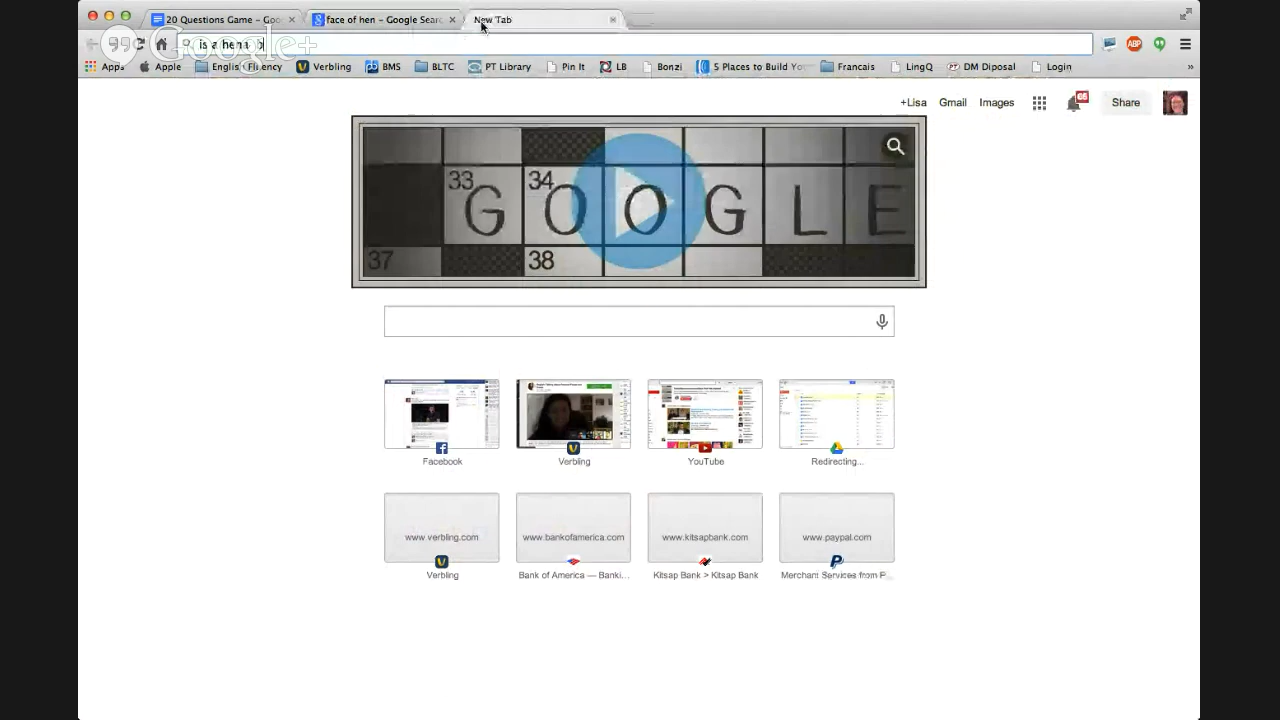 20 Questions Game – Goo
face of hen – Google Searc
New Tab
Google+
is a hen a b
Apps
Apple
English Fluency
Verbling
BMS
BLTC
PT Library
Pin It
LB
Bonzi
5 Places to Build Yo
Francais
LingQ
DM Diposal
Login
»
+Lisa
Gmail
Images
Share
33
34
G O O G L E
37
38
Facebook
Verbling
YouTube
Redirecting...
www.verbling.com
www.bankofamerica.com
www.kitsapbank.com
www.paypal.com
Verbling
Bank of America — Banki...
Kitsap Bank > Kitsap Bank
Merchant Services from P...
ABP